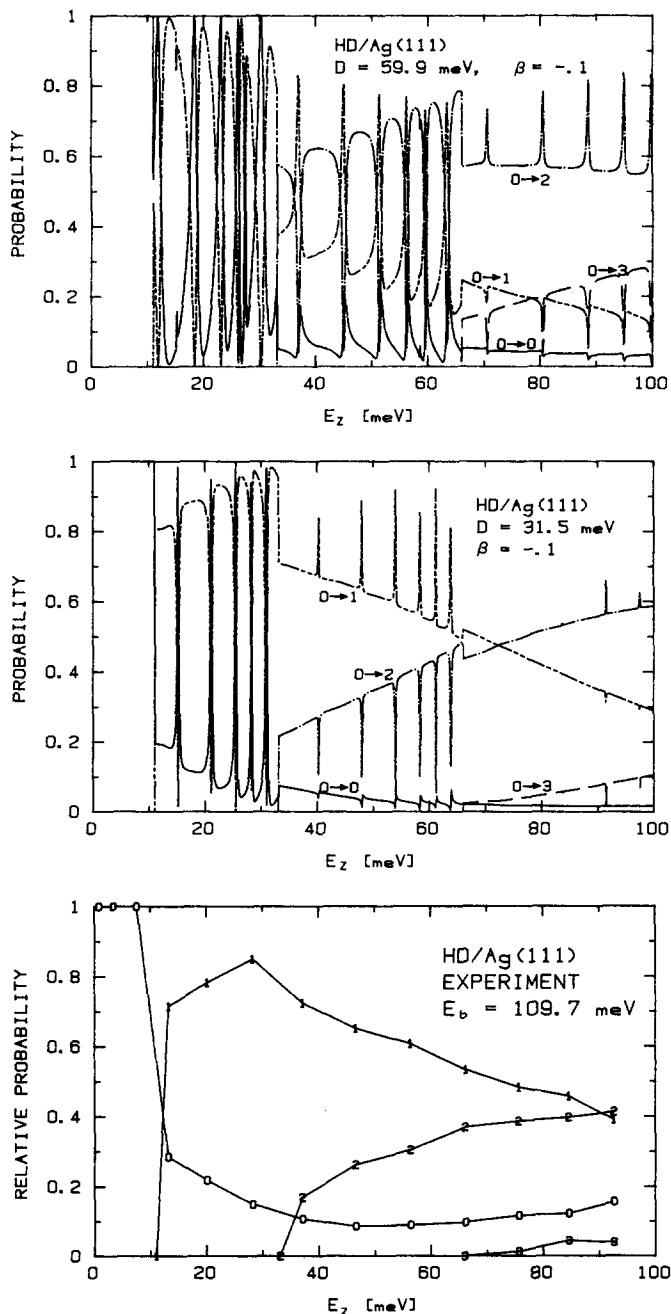 HD/Ag(111)
D = 59.9 meV, β = -.1
1
0.8
0.6
0.4
0.2
0
PROBABILITY
0→2
0→1
0→3
0→0
0 20 40 60 80 100
E_z [meV]
HD/Ag(111)
D = 31.5 meV
β = -.1
1
0.8
0.6
0.4
0.2
0
PROBABILITY
0→1
0→2
0→0
0→3
0 20 40 60 80 100
E_z [meV]
HD/Ag(111)
EXPERIMENT
E_b = 109.7 meV
1
0.8
0.6
0.4
0.2
0
RELATIVE PROBABILITY
0 20 40 60 80 100
E_z [meV]